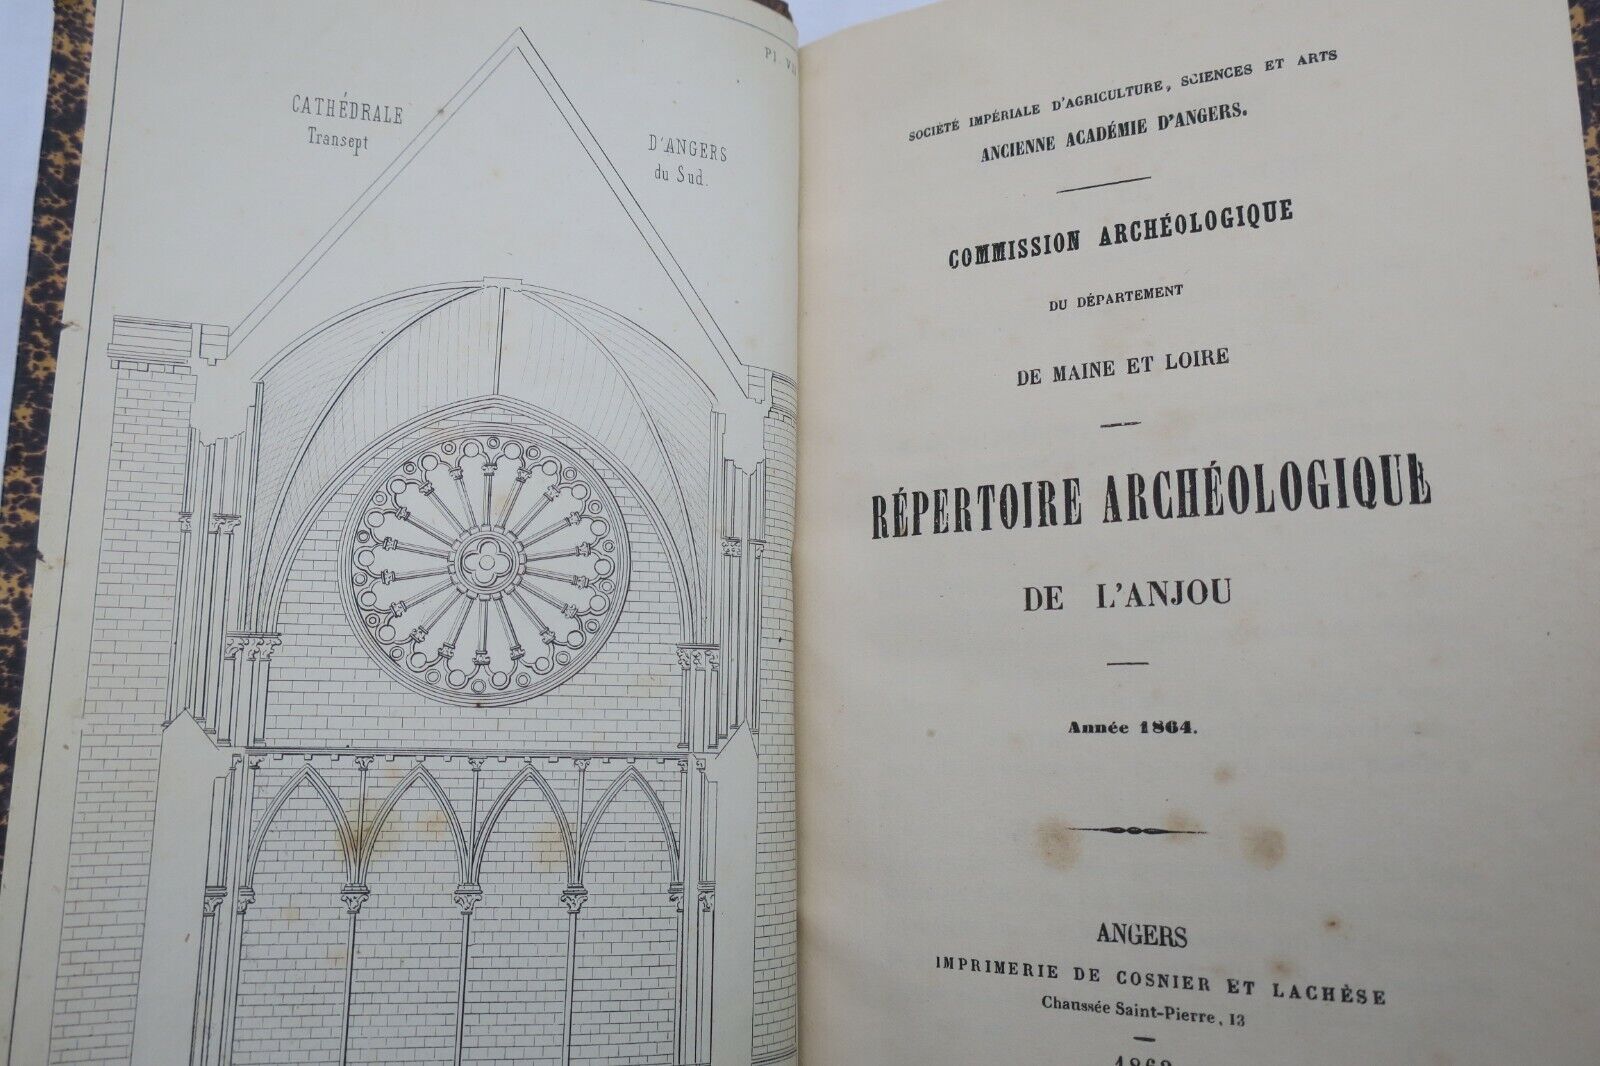 Pl.
CATHÉDRALE
Transept
D'ANGERS
du Sud.
SOCIÉTÉ IMPÉRIALE D'AGRICULTURE, SCIENCES ET ARTS
ANCIENNE ACADÉMIE D'ANGERS.
COMMISSION ARCHÉOLOGIQUE
DU DÉPARTEMENT
DE MAINE ET LOIRE
RÉPERTOIRE ARCHÉOLOGIQUE
DE L'ANJOU
Année 1864.
ANGERS
IMPRIMERIE DE COSNIER ET LACHÈSE
Chaussée Saint-Pierre, 13